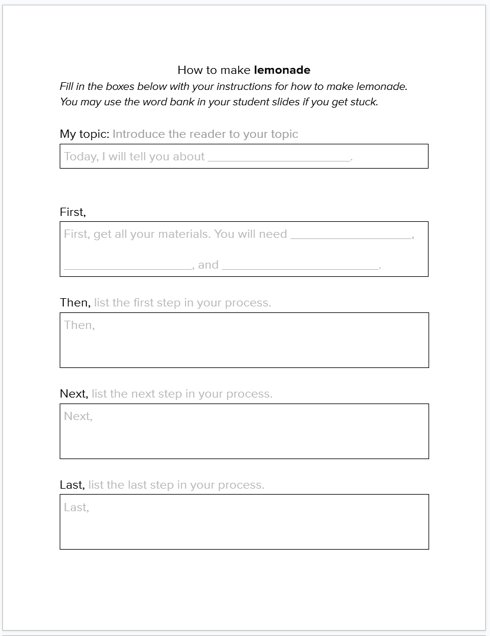 How to make lemonade
Fill in the boxes below with your instructions for how to make lemonade.
You may use the word bank in your student slides if you get stuck.
My topic: Introduce the reader to your topic
Today, I will tell you about ______________________.
First,
First, get all your materials. You will need ___________________,
____________________, and ________________________.
Then, list the first step in your process.
Then,
Next, list the next step in your process.
Next,
Last, list the last step in your process.
Last,